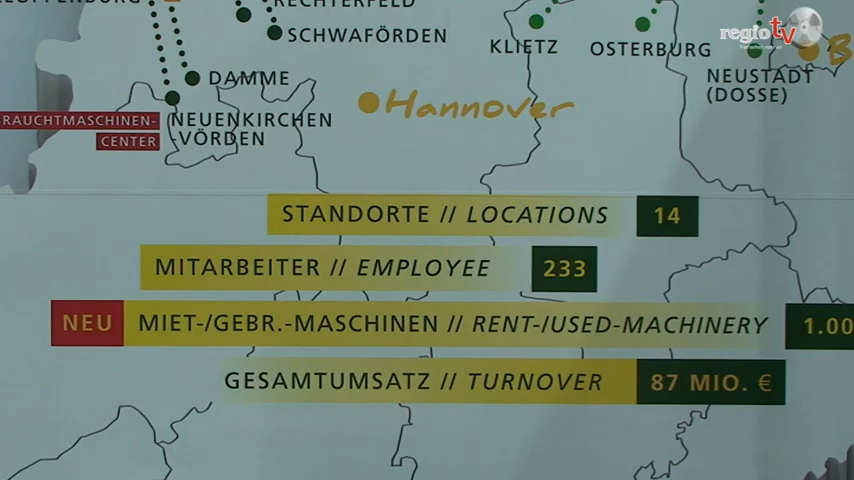 RECHTERFELD
SCHWAFÖRDEN
KLIETZ
OSTERBURG
regio tv
NEUSTADT
(DOSSE)
DAMME
Hannover
NEUENKIRCHEN
-VÖRDEN
RAUCHTMASCHINEN-
CENTER
STANDORTE // LOCATIONS 14
MITARBEITER // EMPLOYEE 233
NEU MIET-/GEBR.-MASCHINEN // RENT-/USED-MACHINERY 1.00
GESAMTUMSATZ // TURNOVER 87 MIO. €